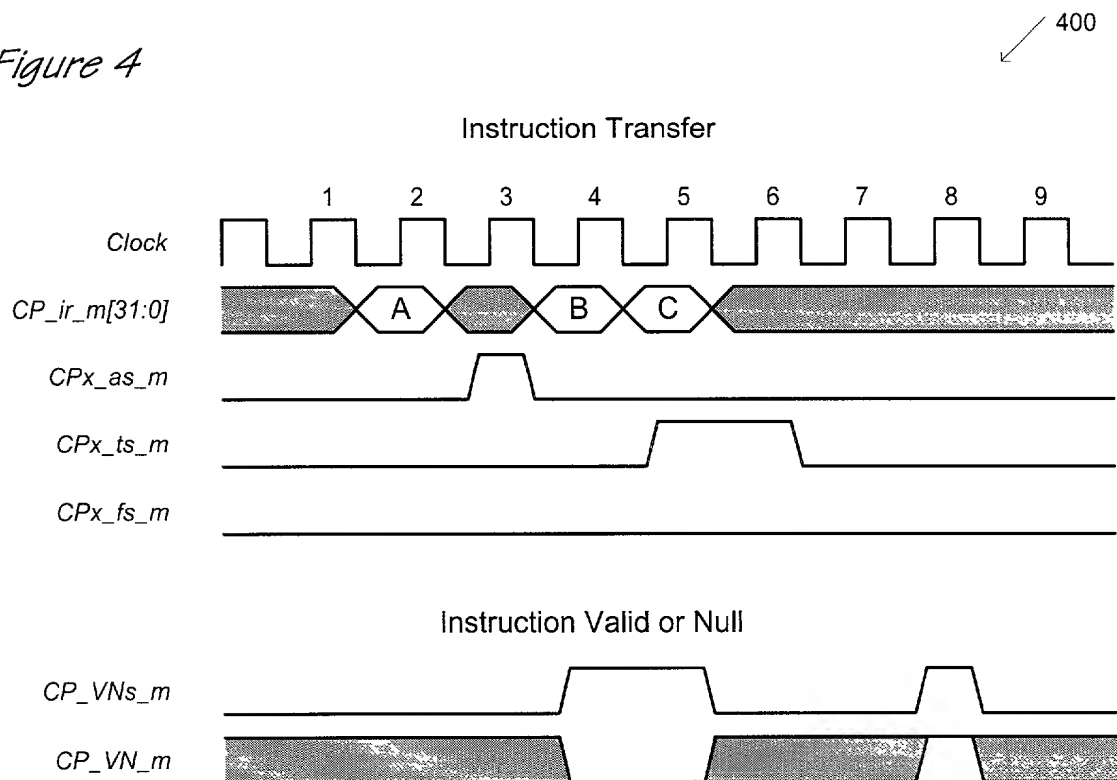 400
Figure 4
Instruction Transfer
1 2 3 4 5 6 7 8 9
Clock
CP_ir_m[31:0] A B C
CPx_as_m
CPx_ts_m
CPx_fs_m
Instruction Valid or Null
CP_VNs_m
CP_VN_m